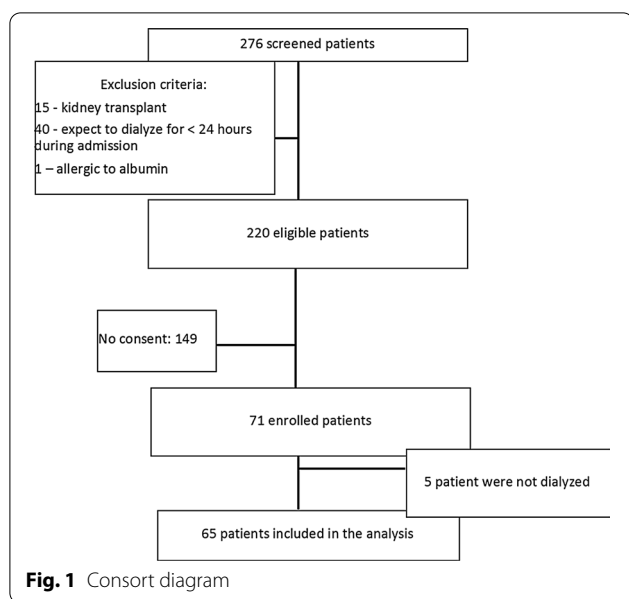 276 screened patients
Exclusion criteria:
15 - kidney transplant
40 - expect to dialyze for < 24 hours
during admission
1 – allergic to albumin
220 eligible patients
No consent: 149
71 enrolled patients
5 patient were not dialyzed
65 patients included in the analysis
Fig. 1 Consort diagram